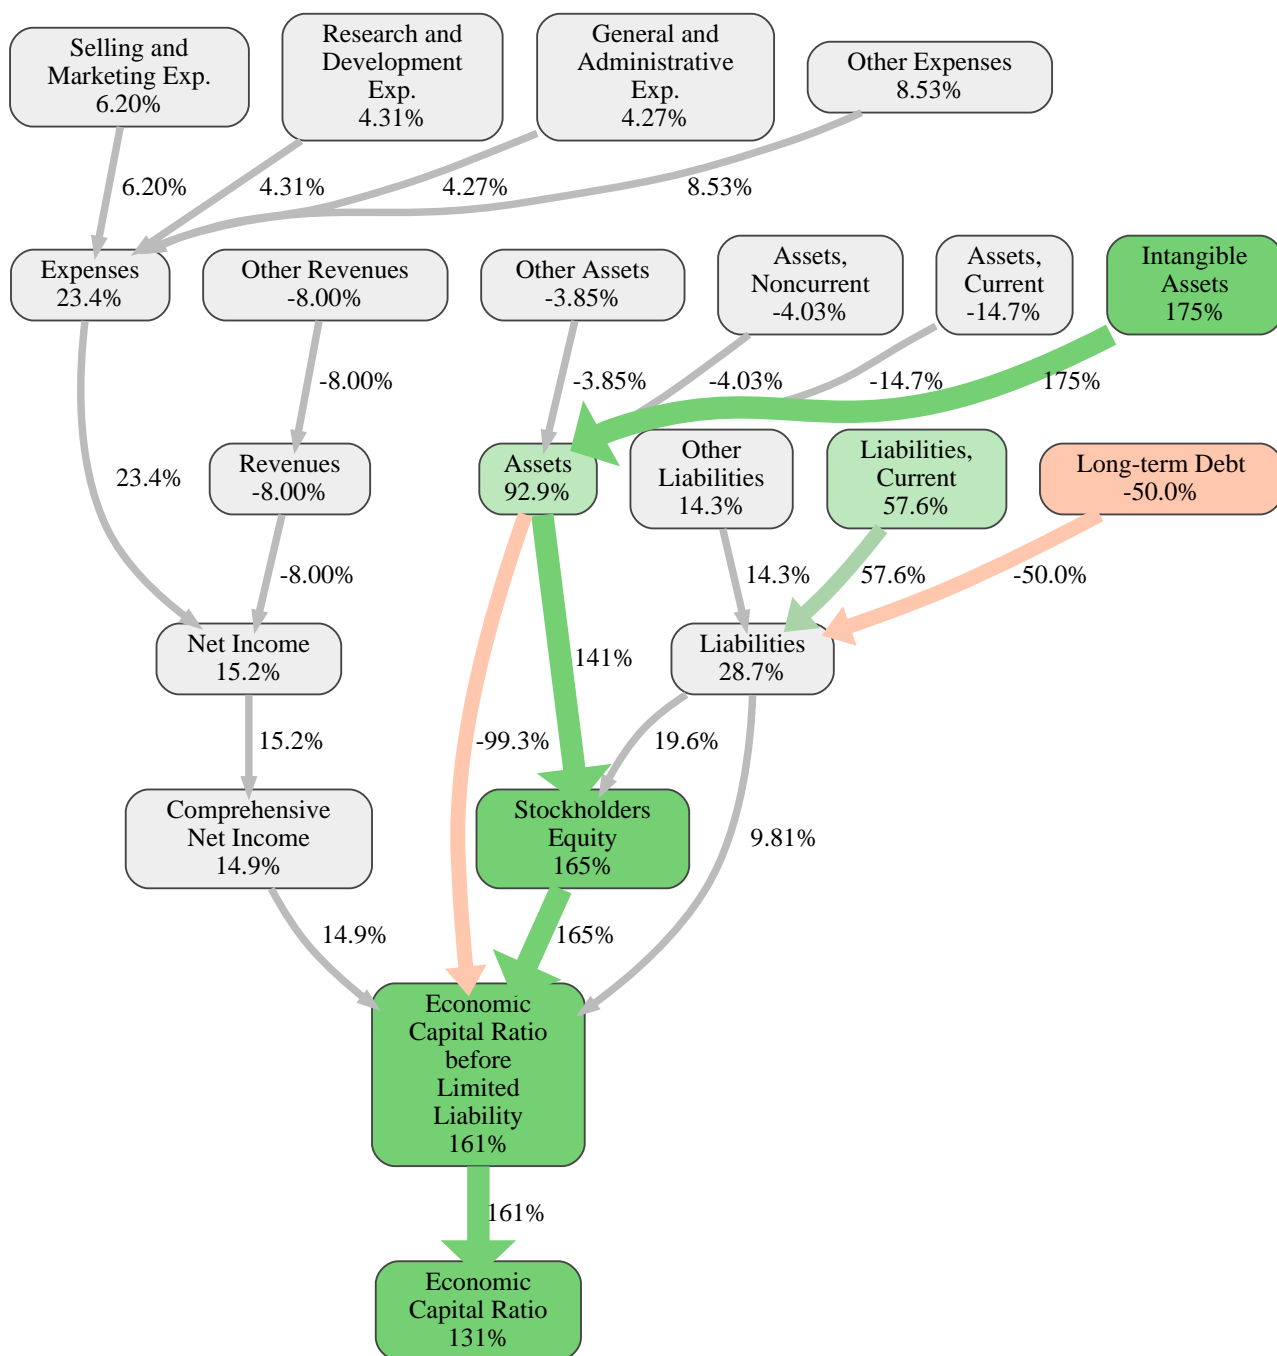 Selling and
Marketing Exp.
6.20%
Research and
Development
Exp.
4.31%
General and
Administrative
Exp.
4.27%
Other Expenses
8.53%
6.20%
4.31%
4.27%
8.53%
Expenses
23.4%
Other Revenues
-8.00%
Other Assets
-3.85%
Assets,
Noncurrent
-4.03%
Assets,
Current
-14.7%
Intangible
Assets
175%
-8.00%
-3.85%
-4.03%
-14.7%
175%
23.4%
Revenues
-8.00%
Assets
92.9%
Other
Liabilities
14.3%
Liabilities,
Current
57.6%
Long-term Debt
-50.0%
-8.00%
14.3%
57.6%
-50.0%
Net Income
15.2%
141%
Liabilities
28.7%
15.2%
-99.3%
19.6%
Comprehensive
Net Income
14.9%
Stockholders
Equity
165%
9.81%
14.9%
165%
Economic
Capital Ratio
before
Limited
Liability
161%
161%
Economic
Capital Ratio
131%